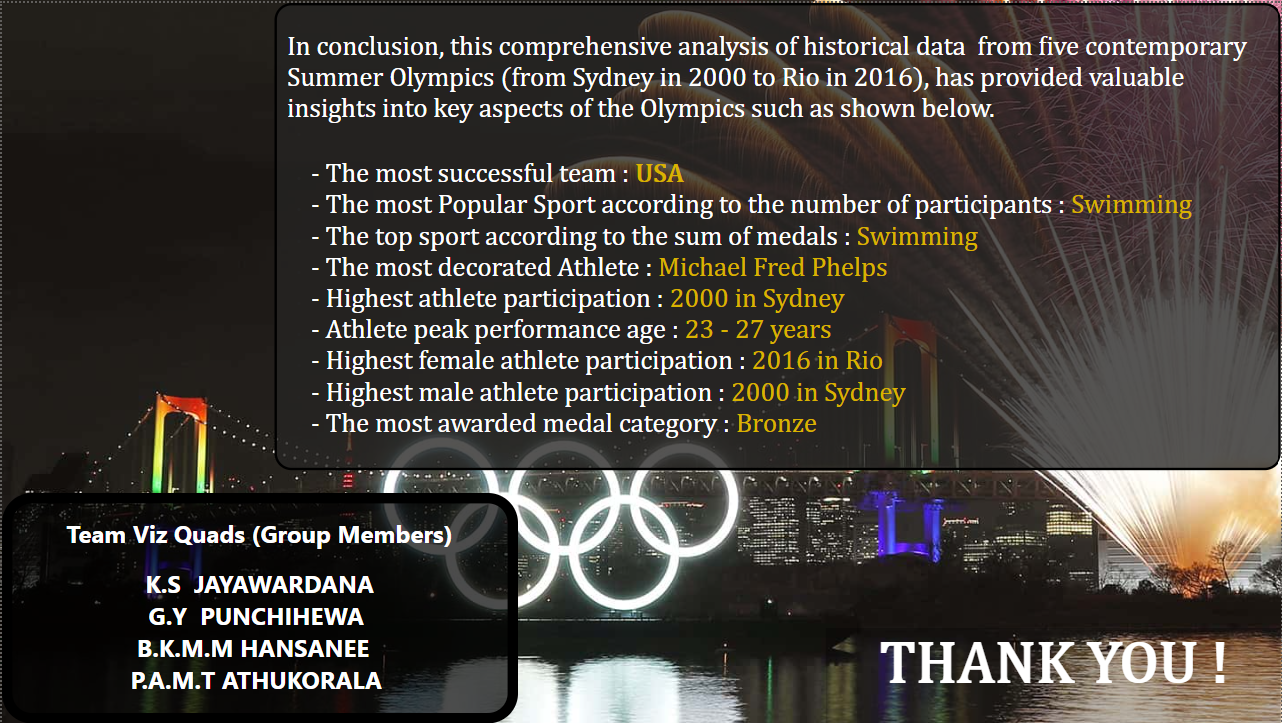 In conclusion, this comprehensive analysis of historical data  from five contemporary
Summer Olympics (from Sydney in 2000 to Rio in 2016), has provided valuable
insights into key aspects of the Olympics such as shown below.
- The most successful team : USA
- The most Popular Sport according to the number of participants : Swimming
- The top sport according to the sum of medals : Swimming
- The most decorated Athlete : Michael Fred Phelps
- Highest athlete participation : 2000 in Sydney
- Athlete peak performance age : 23 - 27 years
- Highest female athlete participation : 2016 in Rio
- Highest male athlete participation : 2000 in Sydney
- The most awarded medal category : Bronze
Team Viz Quads (Group Members)
K.S  JAYAWARDANA
G.Y  PUNCHIHEWA
B.K.M.M HANSANEE
P.A.M.T ATHUKORALA
THANK YOU !